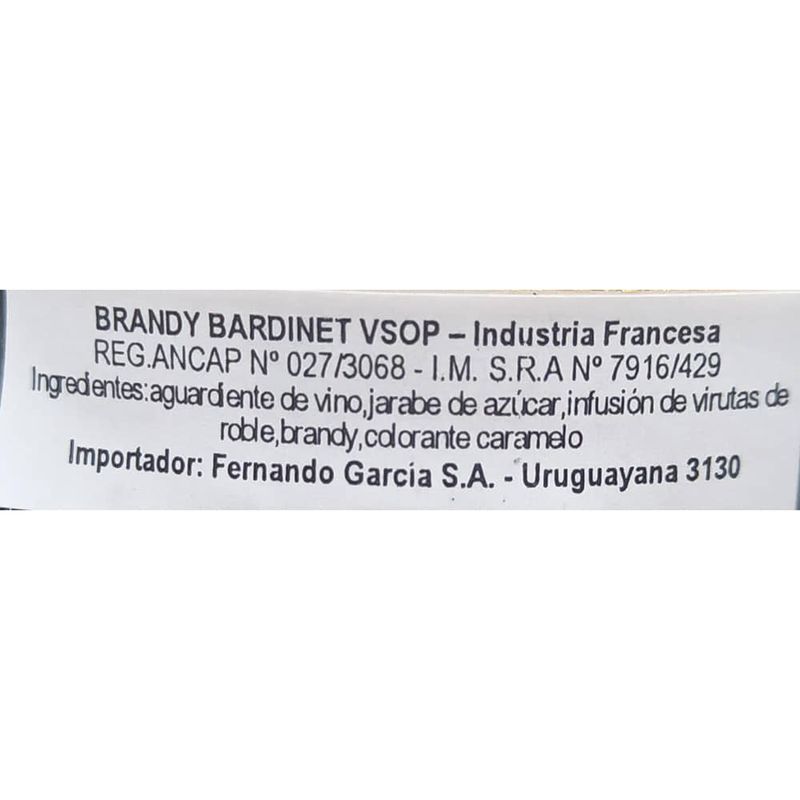 BRANDY BARDINET VSOP – Industria Francesa
REG.ANCAP Nº 027/3068 - I.M. S.R.A Nº 7916/429
Ingredientes:aguardiente de vino,jarabe de azúcar,infusión de virutas de
roble,brandy,colorante caramelo
Importador: Fernando García S.A. - Uruguayana 3130